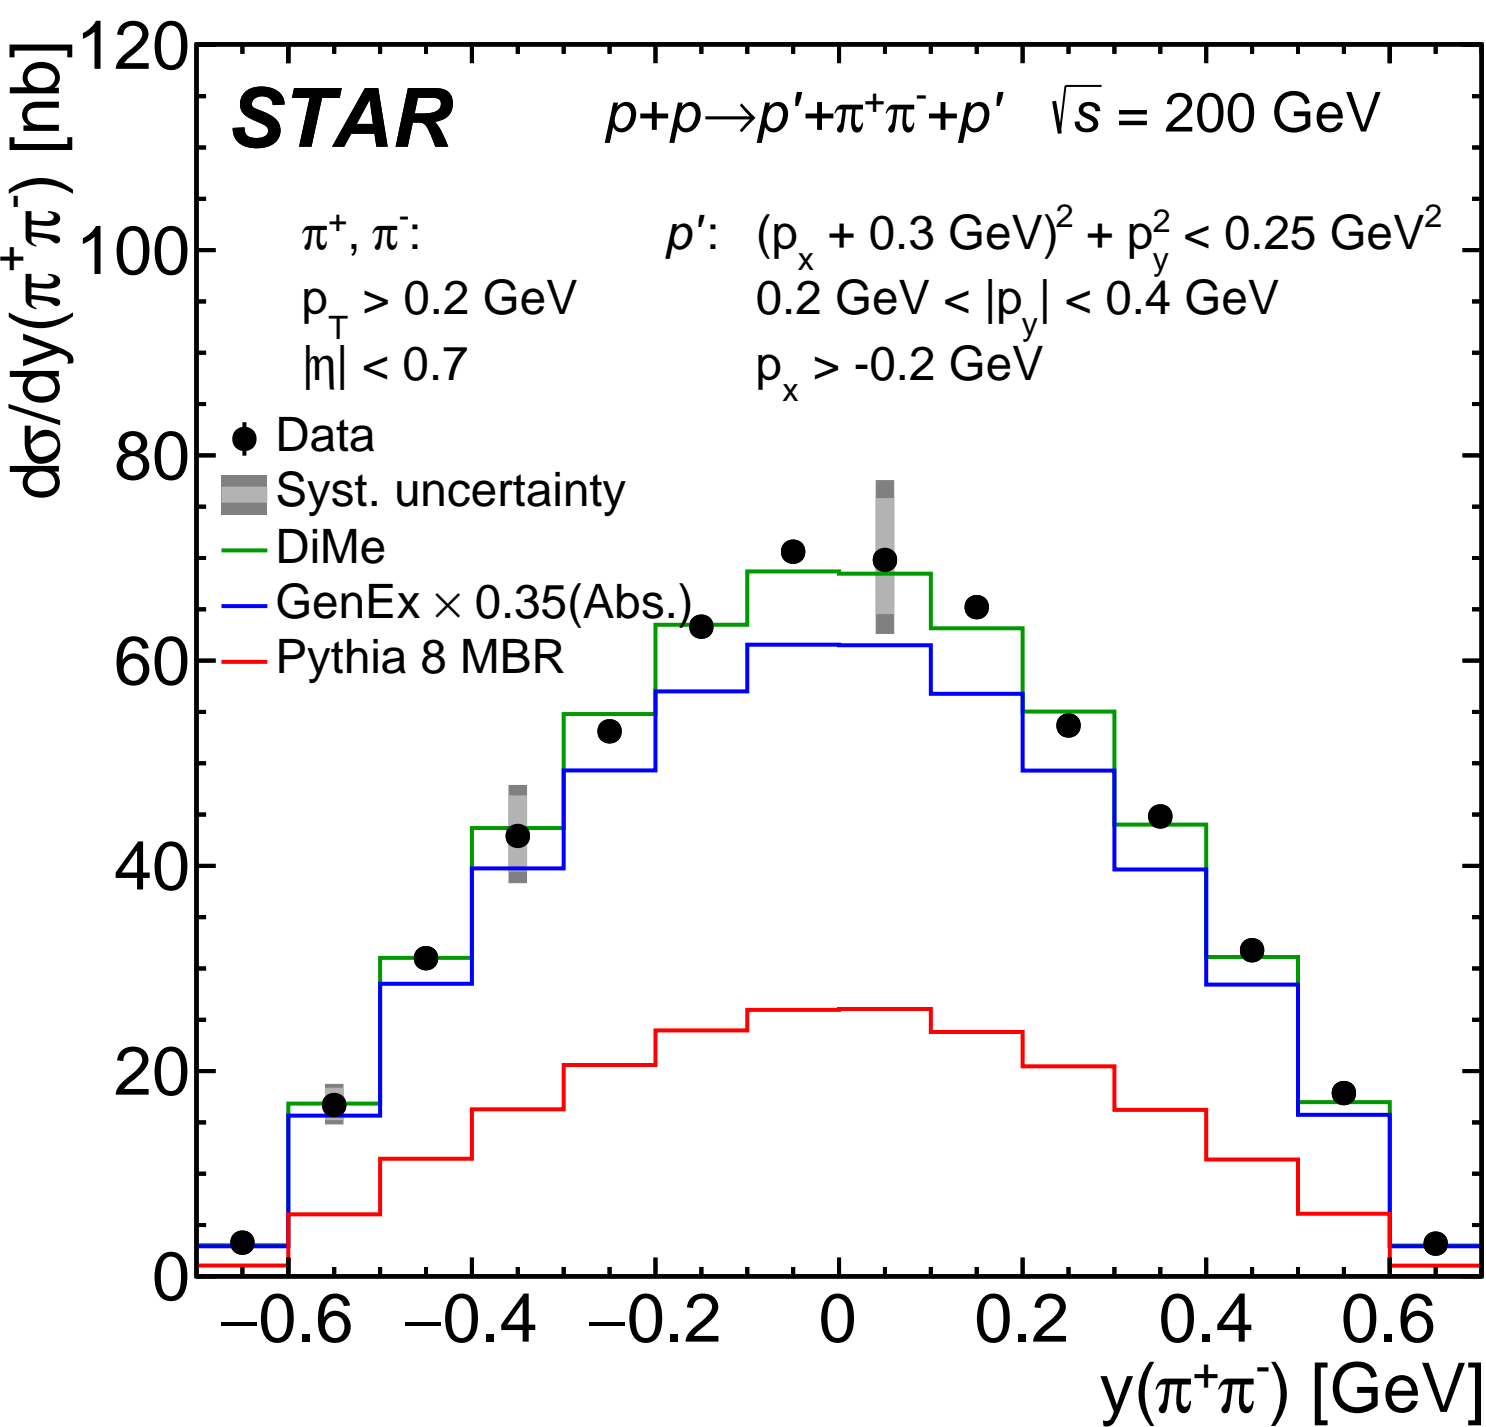 dσ/dy(π⁺π⁻) [nb]
120
100
80
60
40
20
0
STAR p+p→p′+π⁺π⁻+p′ √s = 200 GeV
π⁺, π⁻: p′: (pₓ + 0.3 GeV)² + p_y² < 0.25 GeV²
p_T > 0.2 GeV 0.2 GeV < |p_y| < 0.4 GeV
|η| < 0.7 pₓ > -0.2 GeV
Data
Syst. uncertainty
DiMe
GenEx × 0.35(Abs.)
Pythia 8 MBR
−0.6 −0.4 −0.2 0 0.2 0.4 0.6
y(π⁺π⁻) [GeV]